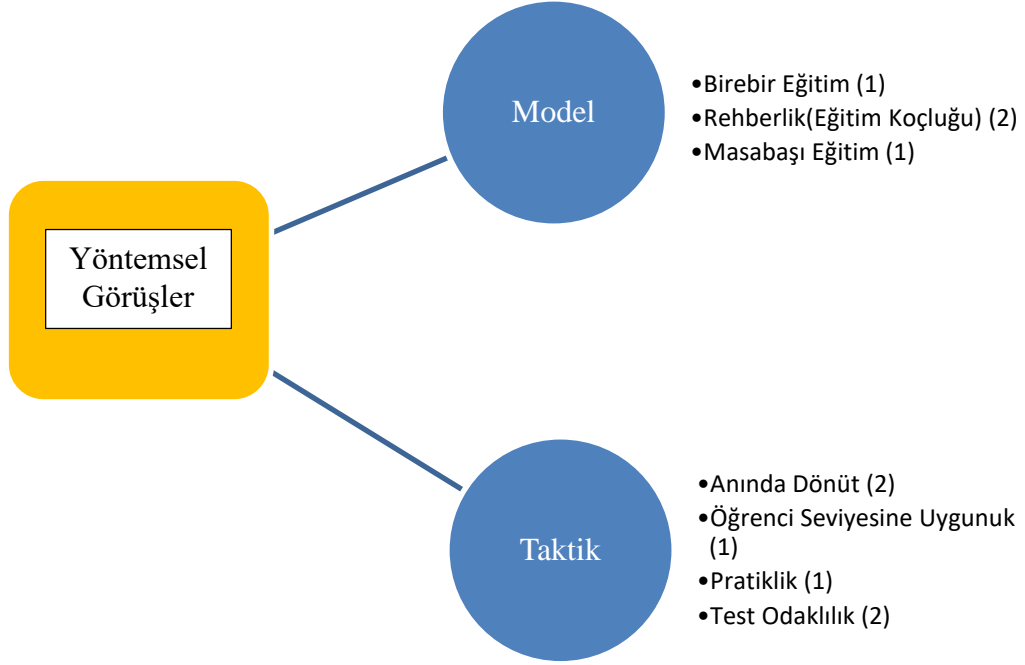 Model
•Birebir Eğitim (1)
•Rehberlik(Eğitim Koçluğu) (2)
•Masabaşı Eğitim (1)
Yöntemsel
Görüşler
Taktik
•Anında Dönüt (2)
•Öğrenci Seviyesine Uygunuk
(1)
•Pratiklik (1)
•Test Odaklılık (2)